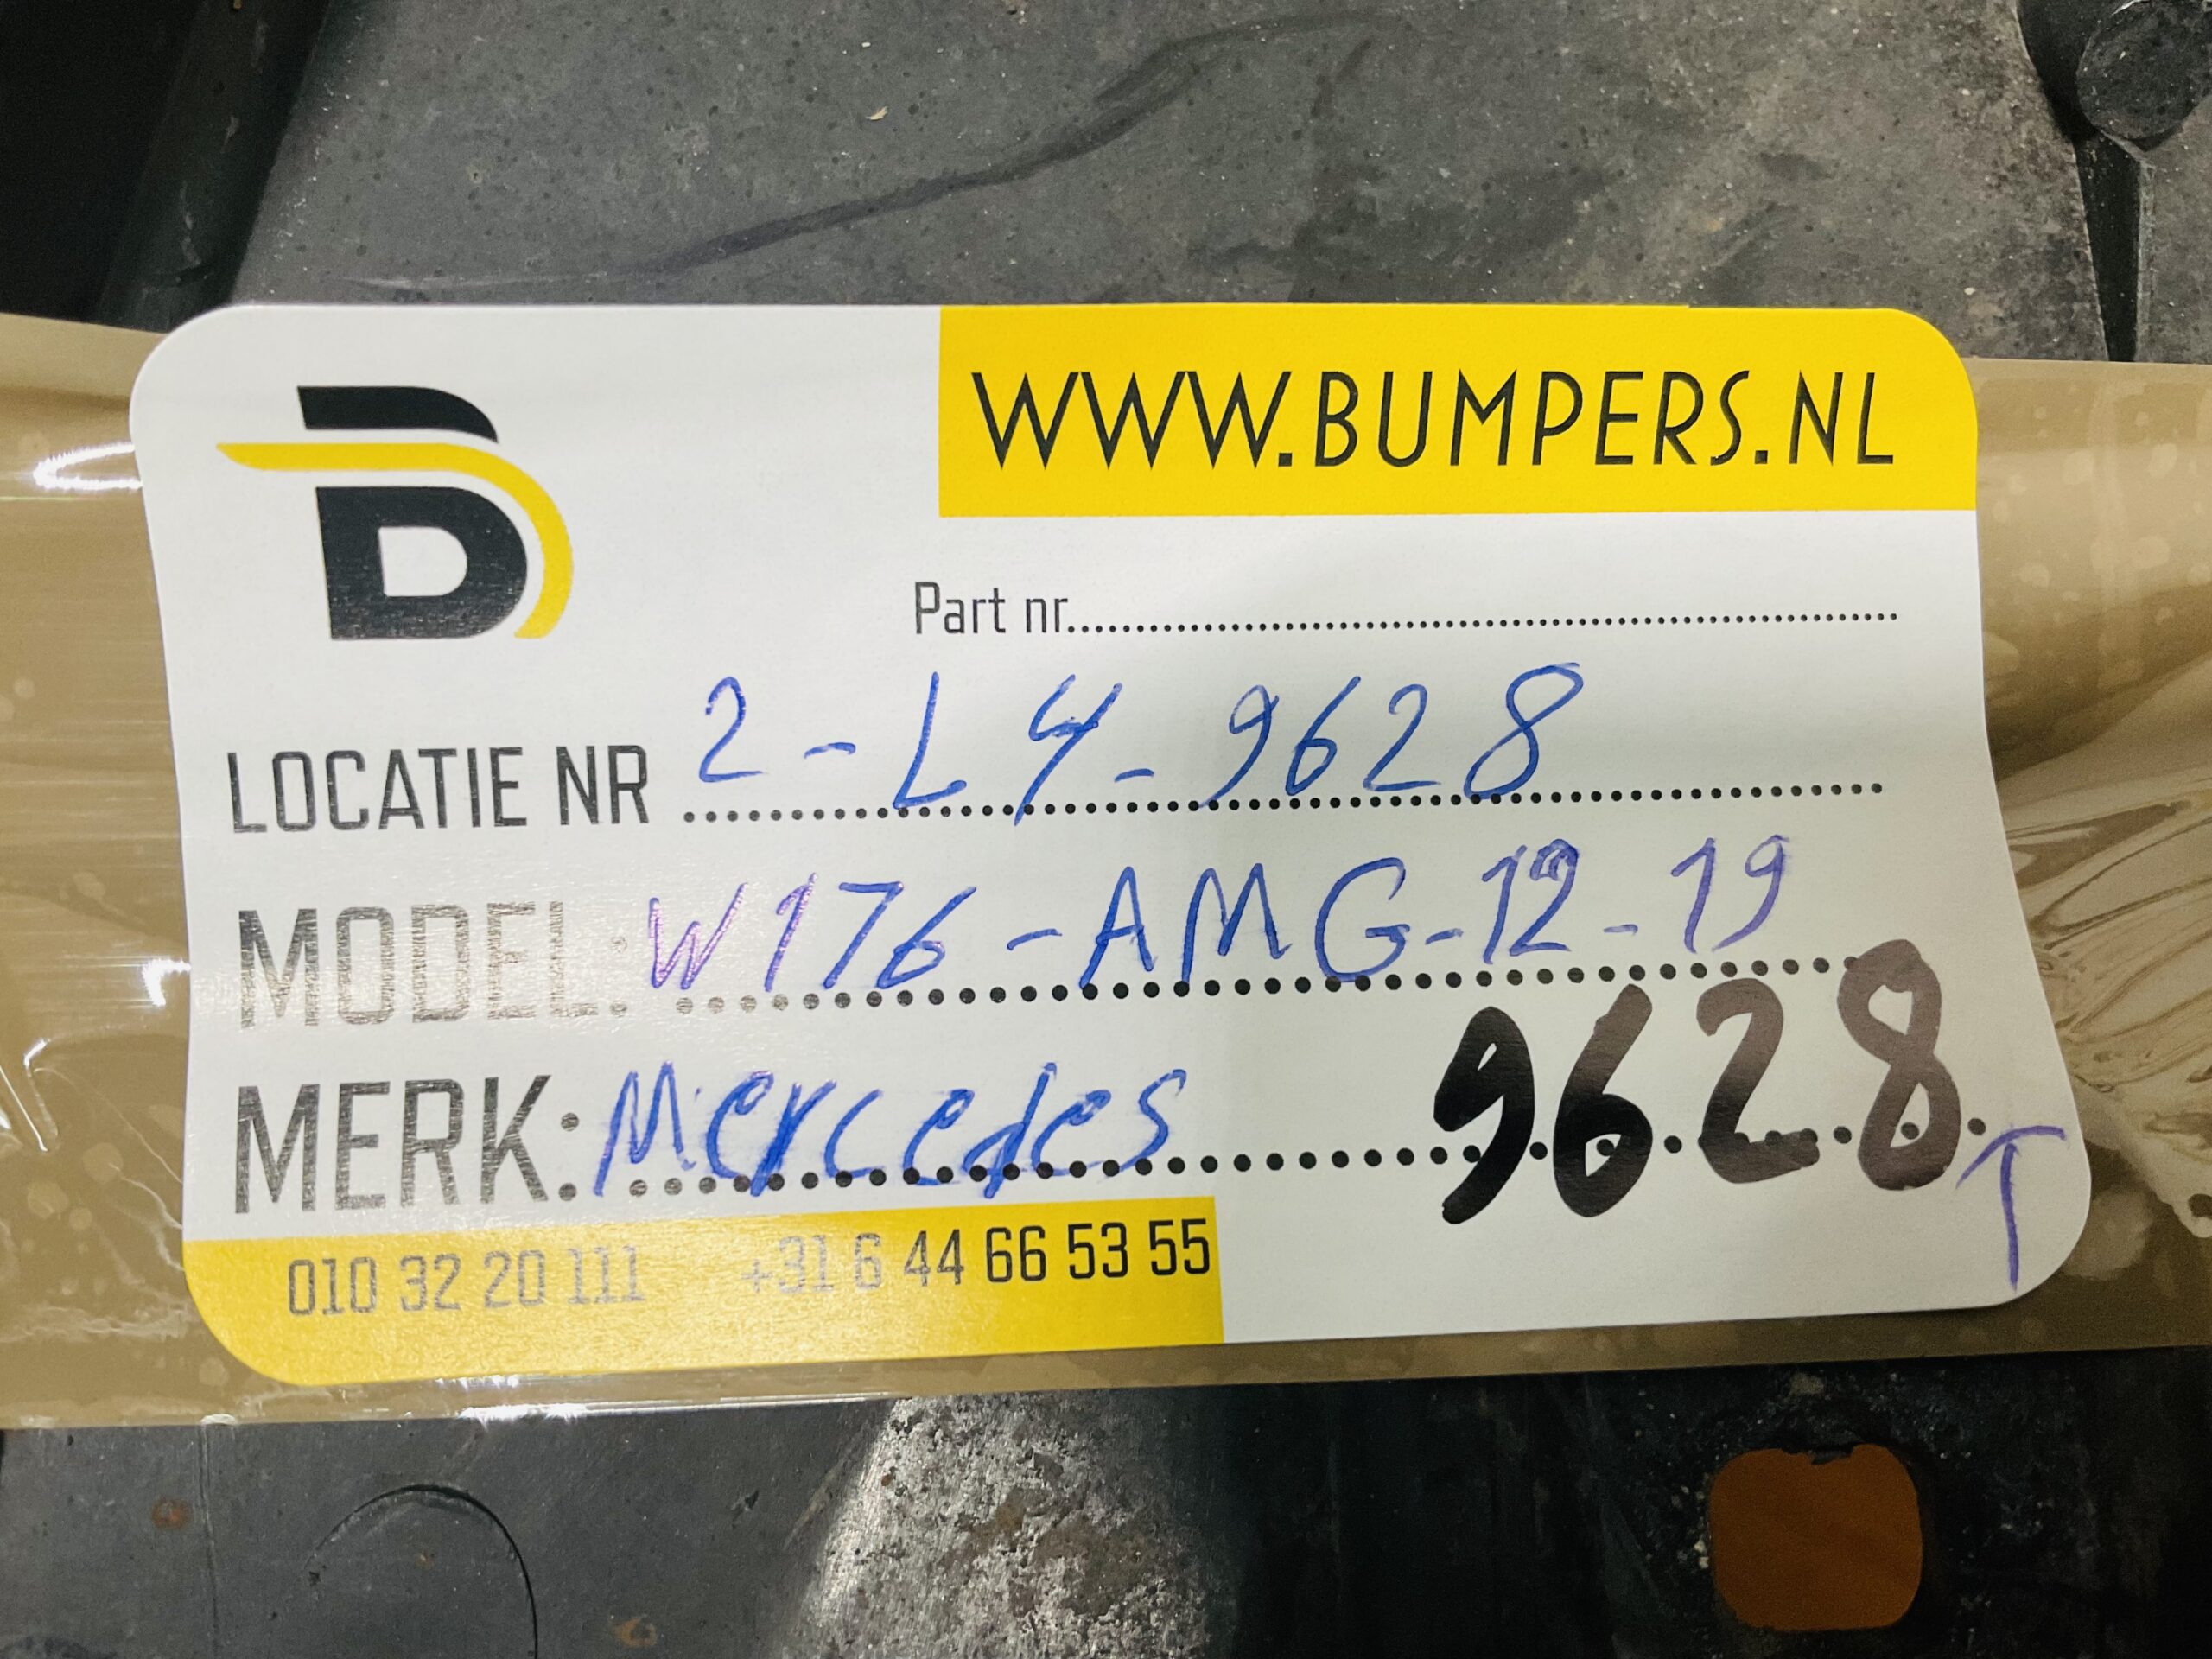 WWW.BUMPERS.NL
Part nr.
LOCATIE NR 2-L4-9628
MODEL: W176-AMG-12-19
MERK: Mercedes 9628 T
010 32 20 111 +31 6 44 66 53 55